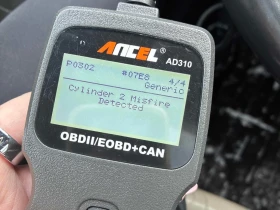 ANCEL®
AD310
P0302 #07E8 4/4
Generic
Cylinder 2 Misfire
Detected
OBDII/EOBD+CAN